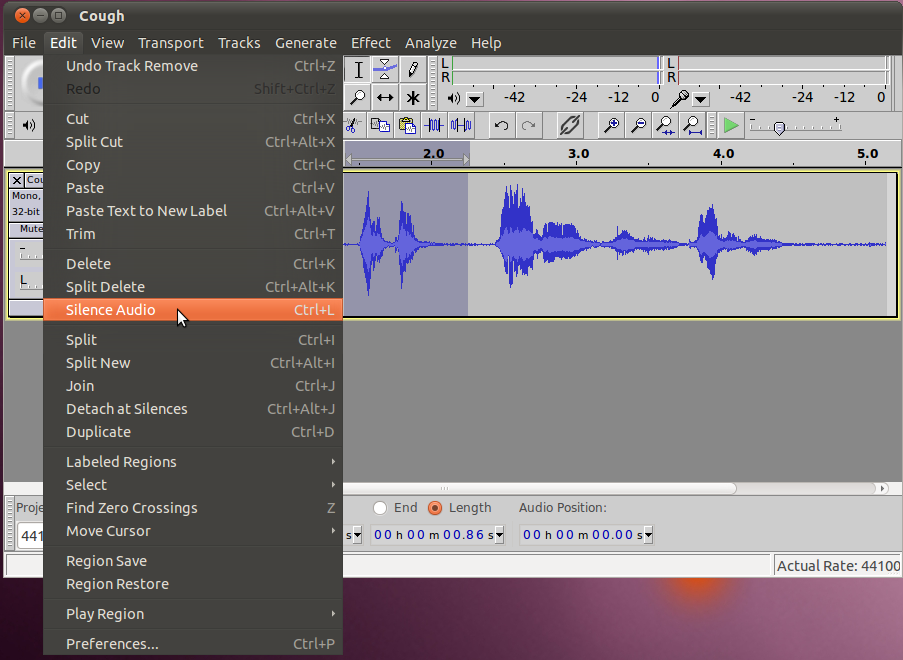 Cough
File Edit View Transport Tracks Generate Effect Analyze Help
Undo Track Remove Ctrl+Z
Redo Shift+Ctrl+Z
Cut Ctrl+X
Split Cut Ctrl+Alt+X
Copy Ctrl+C
Paste Ctrl+V
Paste Text to New Label Ctrl+Alt+V
Trim Ctrl+T
Delete Ctrl+K
Split Delete Ctrl+Alt+K
Silence Audio Ctrl+L
Split Ctrl+I
Split New Ctrl+Alt+I
Join Ctrl+J
Detach at Silences Ctrl+Alt+J
Duplicate Ctrl+D
Labeled Regions
Select
Find Zero Crossings Z
Move Cursor
Region Save
Region Restore
Play Region
Preferences... Ctrl+P
L L
R R
-42 -24 -12 0 -42 -24 -12 0
2.0 3.0 4.0 5.0
Cou
Mono,
32-bit
Mute
L
Proje End Length Audio Position:
441 s 00 h 00 m 00.86 s 00 h 00 m 00.00 s
Actual Rate: 44100